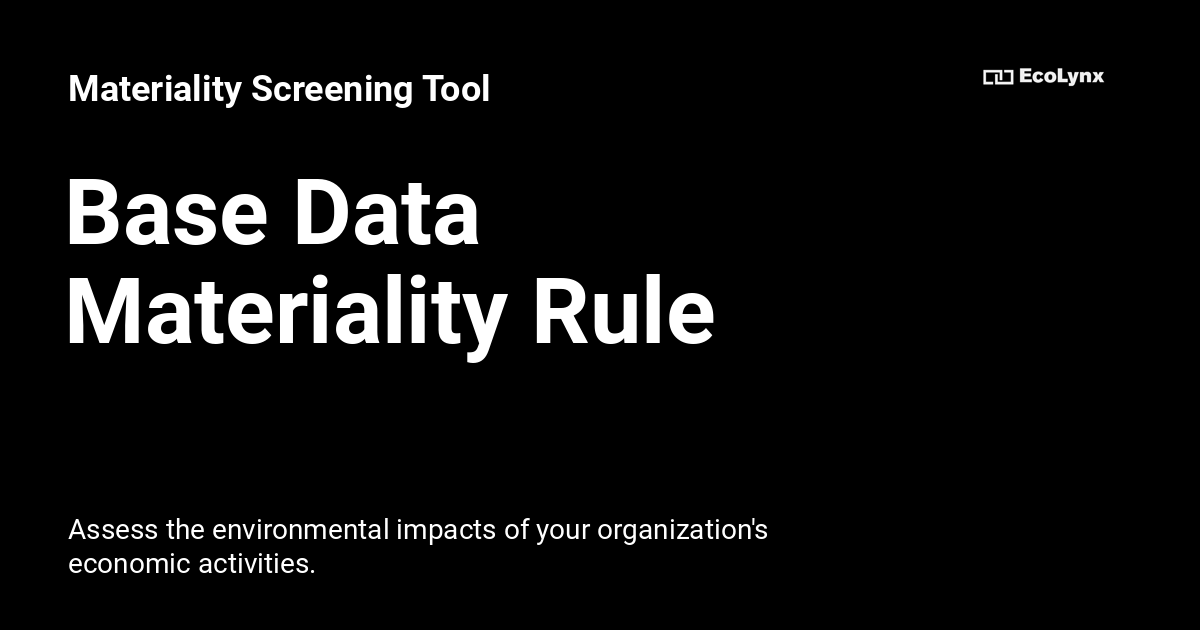 Materiality Screening Tool
EcoLynx
Base Data
Materiality Rule
Assess the environmental impacts of your organization's
economic activities.